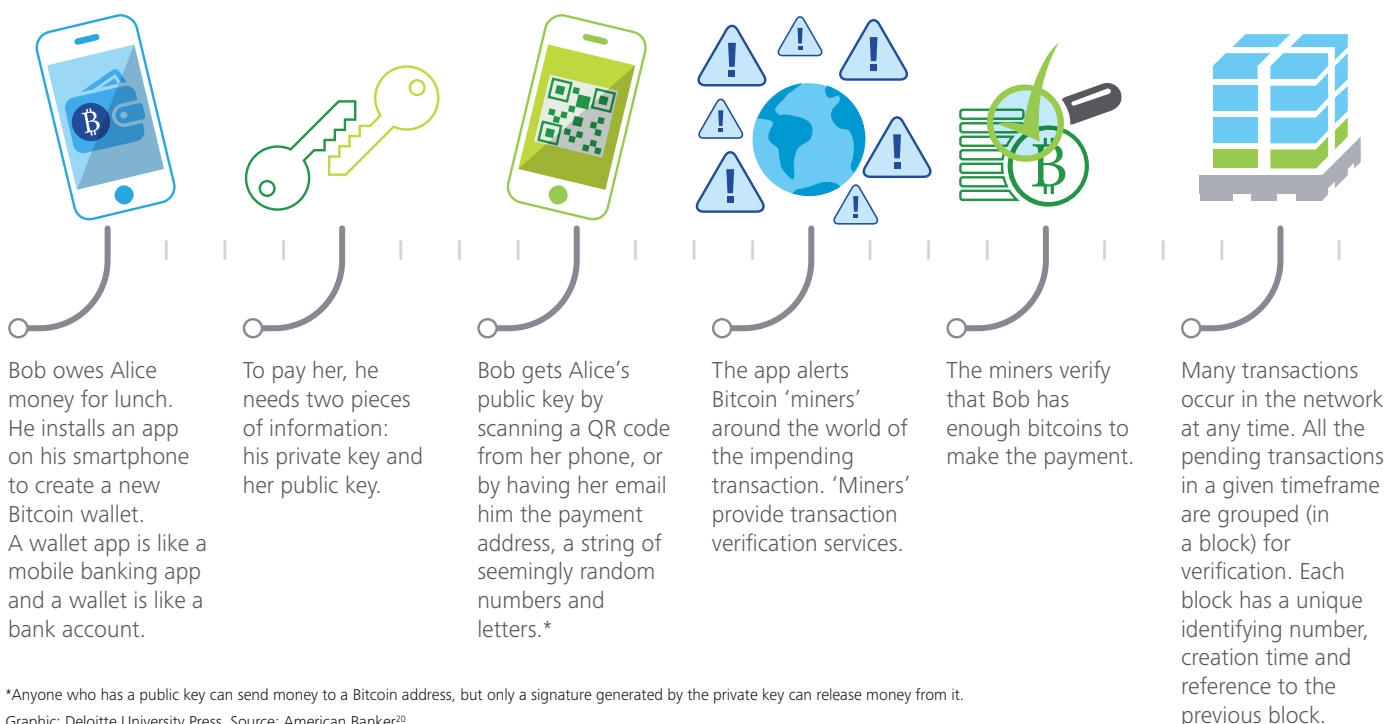 Bob owes Alice
money for lunch.
He installs an app
on his smartphone
to create a new
Bitcoin wallet.
A wallet app is like a
mobile banking app
and a wallet is like a
bank account.
To pay her, he
needs two pieces
of information:
his private key and
her public key.
Bob gets Alice’s
public key by
scanning a QR code
from her phone, or
by having her email
him the payment
address, a string of
seemingly random
numbers and
letters.*
The app alerts
Bitcoin ‘miners’
around the world of
the impending
transaction. ‘Miners’
provide transaction
verification services.
The miners verify
that Bob has
enough bitcoins to
make the payment.
Many transactions
occur in the network
at any time. All the
pending transactions
in a given timeframe
are grouped (in
a block) for
verification. Each
block has a unique
identifying number,
creation time and
reference to the
previous block.
*Anyone who has a public key can send money to a Bitcoin address, but only a signature generated by the private key can release money from it.
Graphic: Deloitte University Press. Source: American Banker²⁰